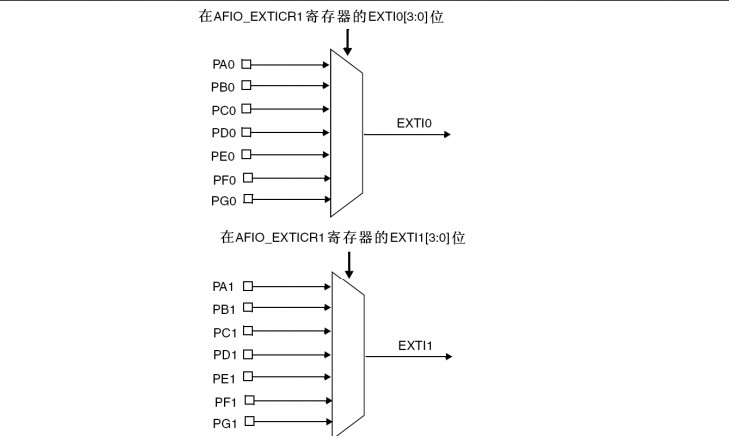 在AFIO_EXTICR1寄存器的EXTI0[3:0]位
PA0
PB0
PC0
PD0
EXTI0
PE0
PF0
PG0
在AFIO_EXTICR1寄存器的EXTI1[3:0]位
PA1
PB1
PC1
PD1
EXTI1
PE1
PF1
PG1